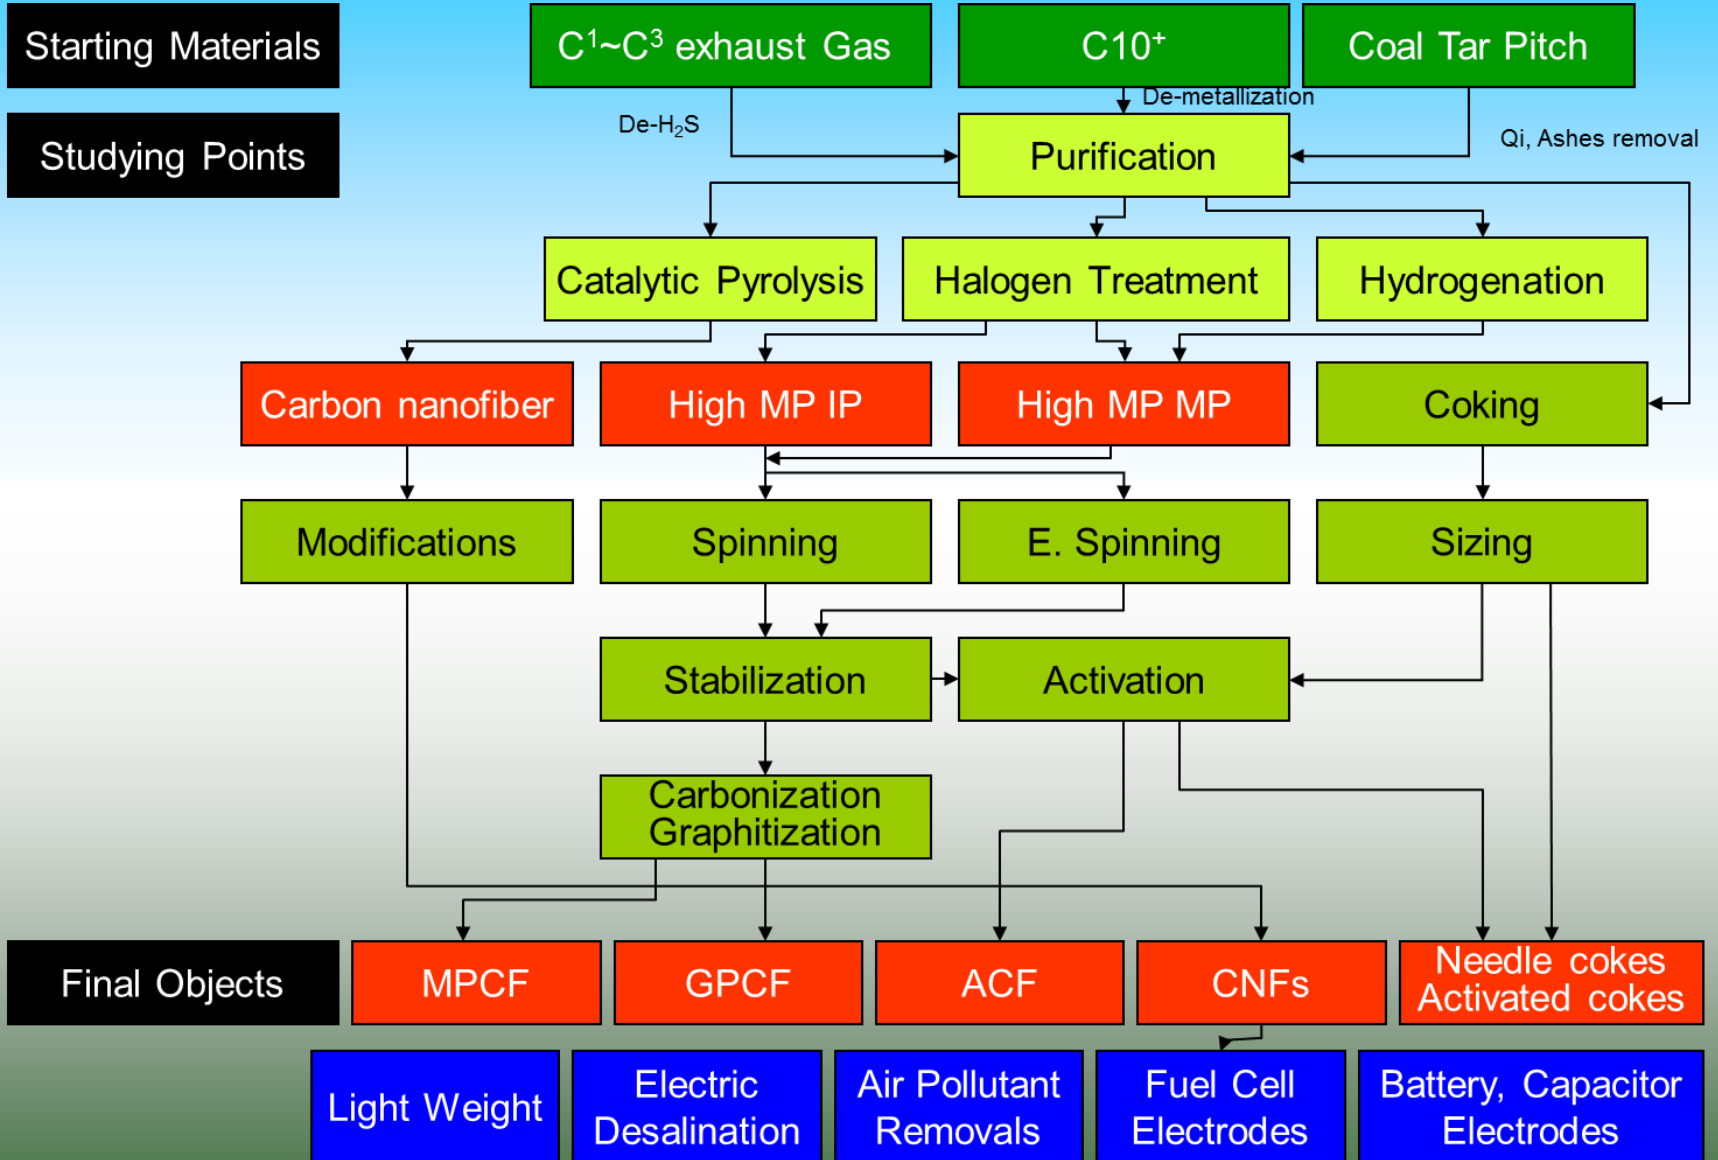 Starting Materials
C¹~C³ exhaust Gas
C10⁺
Coal Tar Pitch
De-metallization
De-H₂S
Qi, Ashes removal
Studying Points
Purification
Catalytic Pyrolysis
Halogen Treatment
Hydrogenation
Carbon nanofiber
High MP IP
High MP MP
Coking
Modifications
Spinning
E. Spinning
Sizing
Stabilization
Activation
Carbonization
Graphitization
Final Objects
MPCF
GPCF
ACF
CNFs
Needle cokes
Activated cokes
Light Weight
Electric
Desalination
Air Pollutant
Removals
Fuel Cell
Electrodes
Battery, Capacitor
Electrodes